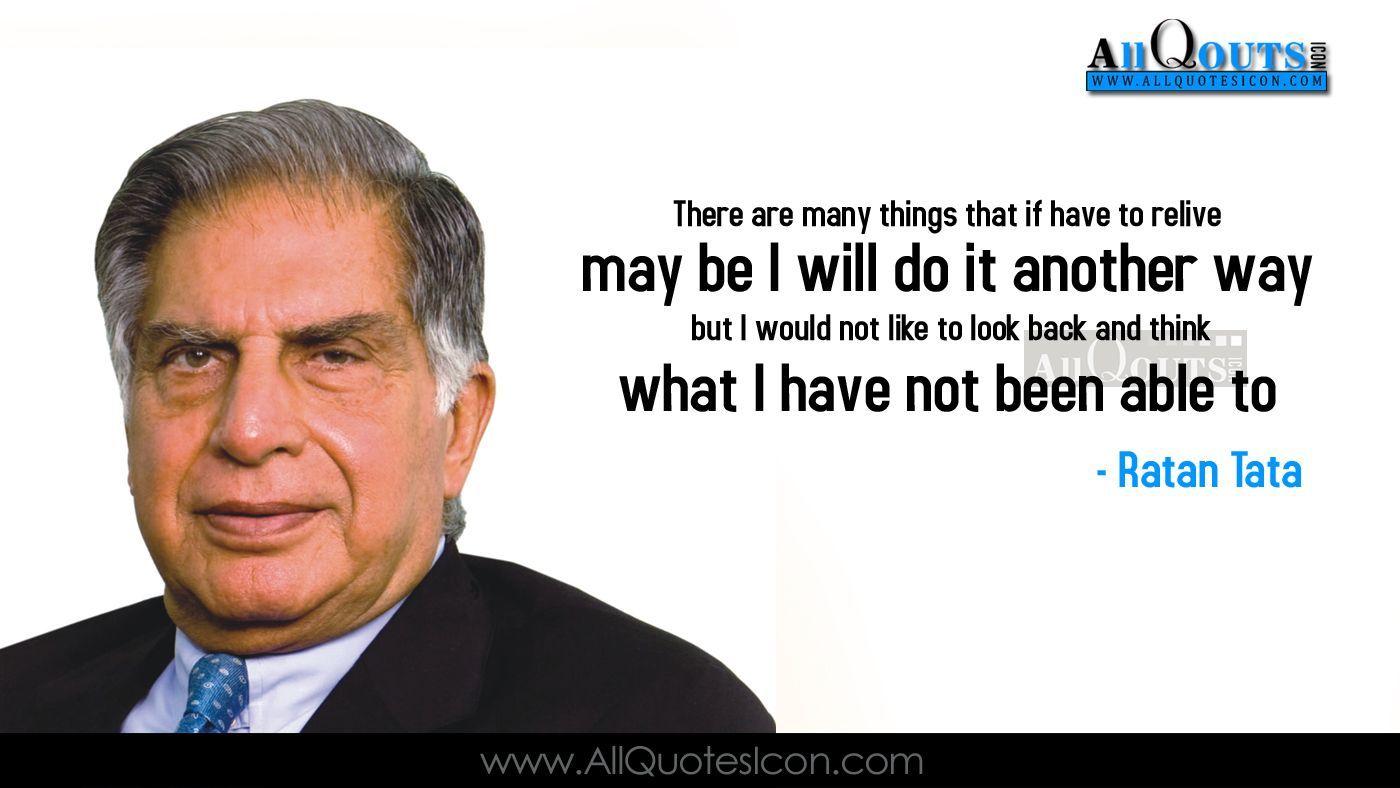 AllQouts ICON
WWW.ALLQUOTESICON.COM
There are many things that if have to relive
may be I will do it another way
but I would not like to look back and think
AllQouts ICON
what I have not been able to
- Ratan Tata
www.AllQuotesIcon.com